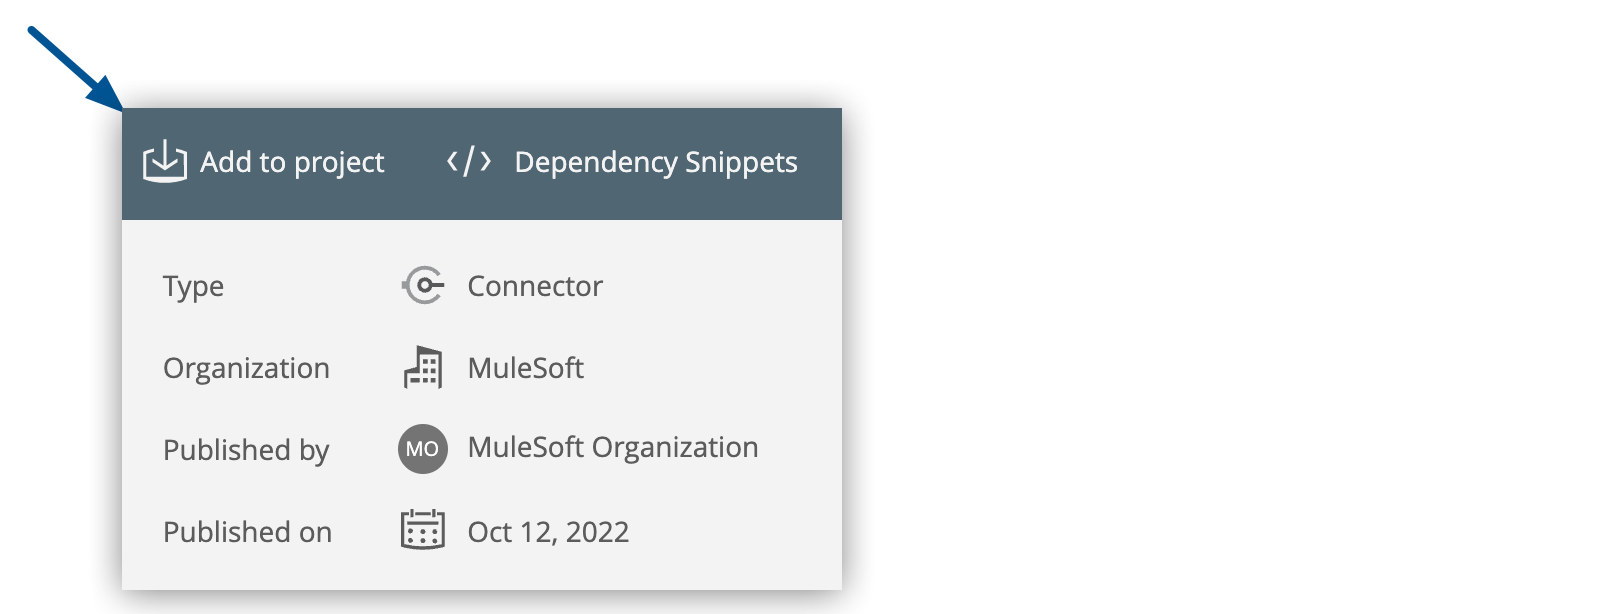 Add to project </> Dependency Snippets
Type Connector
Organization MuleSoft
Published by MO MuleSoft Organization
Published on Oct 12, 2022